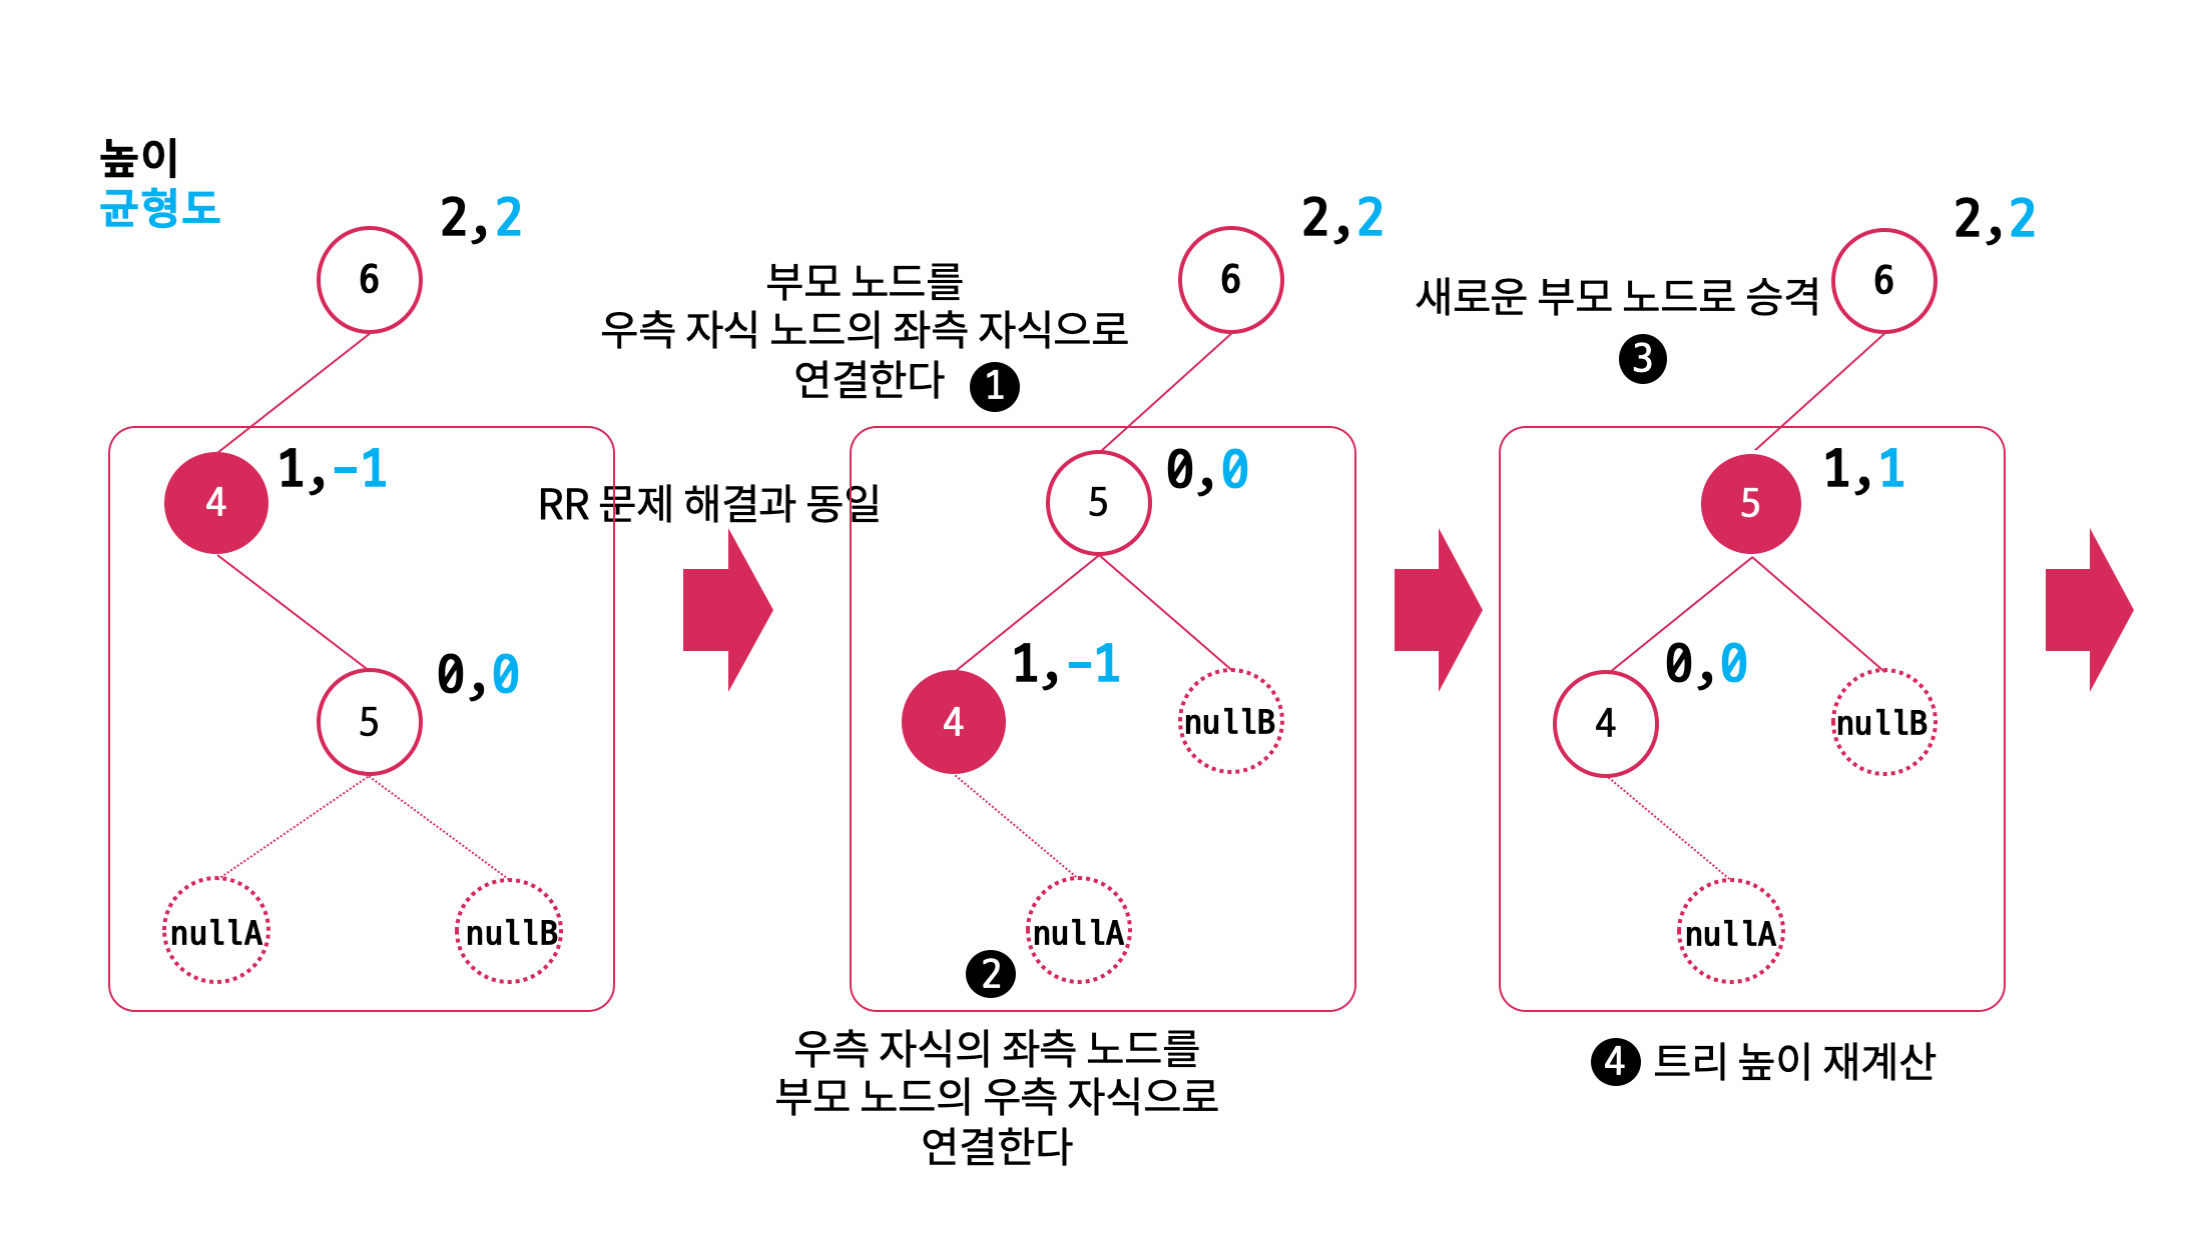 높이
균형도
2,2
6
1,-1
4
0,0
5
nullA
nullB
부모 노드를
우측 자식 노드의 좌측 자식으로
연결한다 ❶
RR 문제 해결과 동일
2,2
6
0,0
5
1,-1
4
nullB
nullA
❷
우측 자식의 좌측 노드를
부모 노드의 우측 자식으로
연결한다
새로운 부모 노드로 승격
❸
2,2
6
1,1
5
0,0
4
nullB
nullA
❹ 트리 높이 재계산